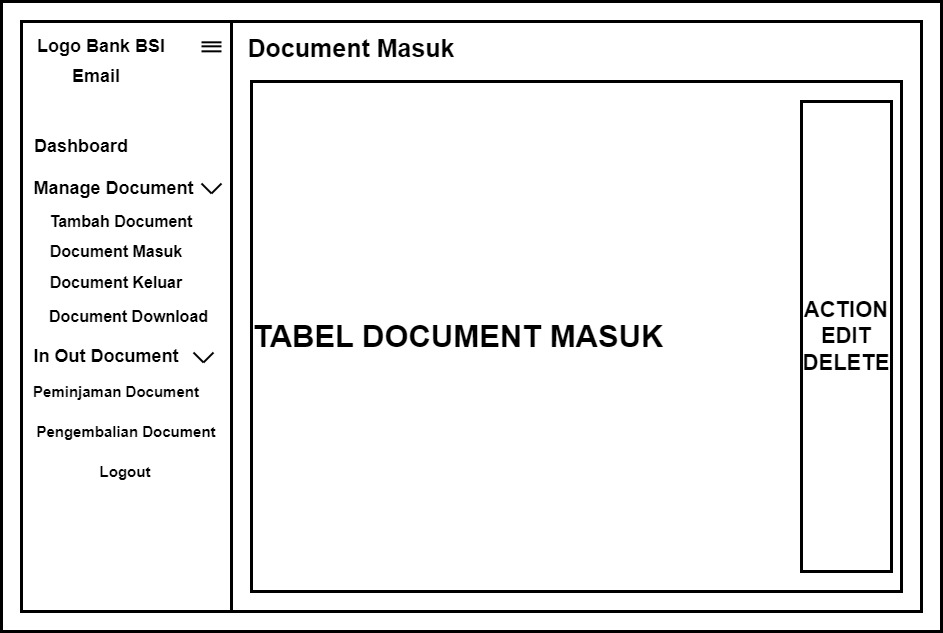 Logo Bank BSI
Email
Dashboard
Manage Document
Tambah Document
Document Masuk
Document Keluar
Document Download
In Out Document
Peminjaman Document
Pengembalian Document
Logout
Document Masuk
TABEL DOCUMENT MASUK
ACTION
EDIT
DELETE